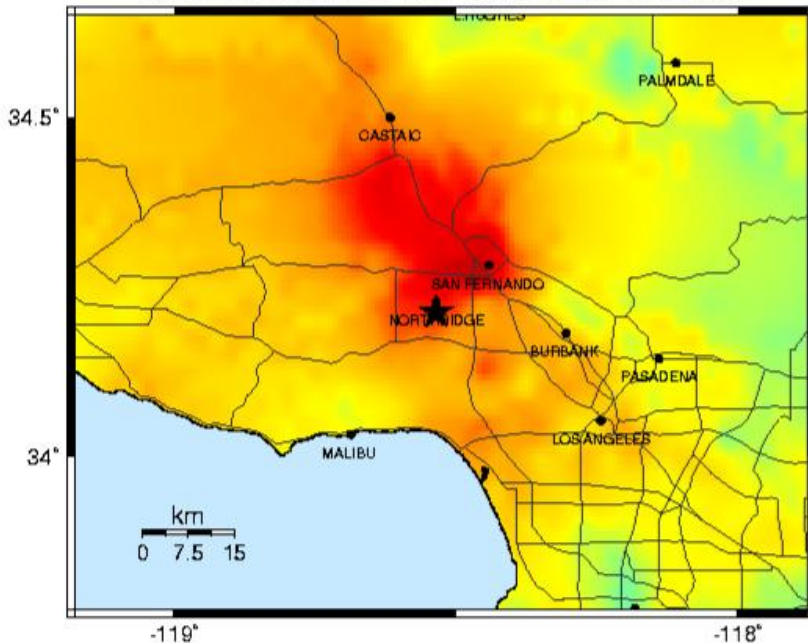 PALMDALE
34.5°
CASTAIC
SAN FERNANDO
NORTHRIDGE
BURBANK
PASADENA
LOS ANGELES
34°
MALIBU
km
0 7.5 15
-119° -118°